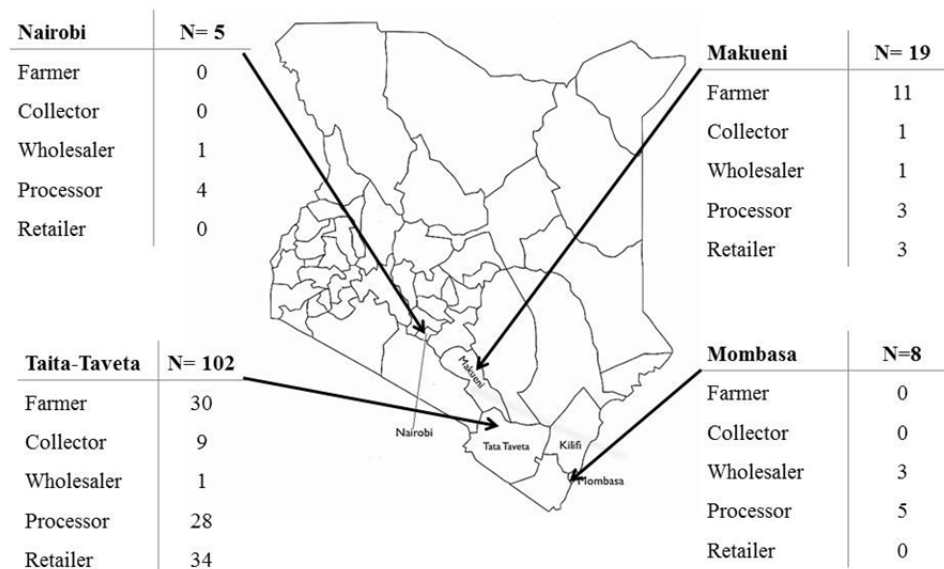 Nairobi N= 5
Farmer 0
Collector 0
Wholesaler 1
Processor 4
Retailer 0
Makueni N= 19
Farmer 11
Collector 1
Wholesaler 1
Processor 3
Retailer 3
Taita-Taveta N= 102
Farmer 30
Collector 9
Wholesaler 1
Processor 28
Retailer 34
Makueni
Nairobi
Tata Taveta
Kilifi
Mombasa
Mombasa N=8
Farmer 0
Collector 0
Wholesaler 3
Processor 5
Retailer 0